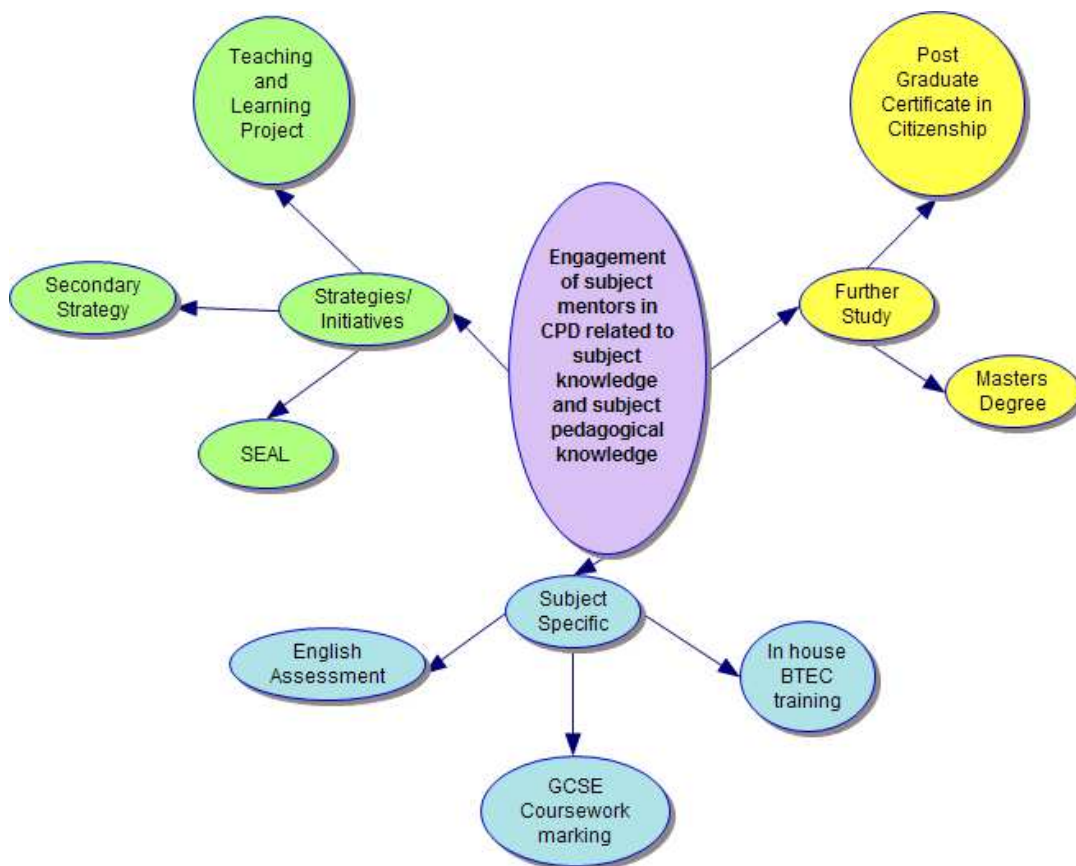 Teaching
and
Learning
Project
Post
Graduate
Certificate in
Citizenship
Engagement
of subject
mentors in
CPD related to
subject
knowledge
and subject
pedagogical
knowledge
Secondary
Strategy
Strategies/
Initiatives
Further
Study
Masters
Degree
SEAL
Subject
Specific
English
Assessment
In house
BTEC
training
GCSE
Coursework
marking